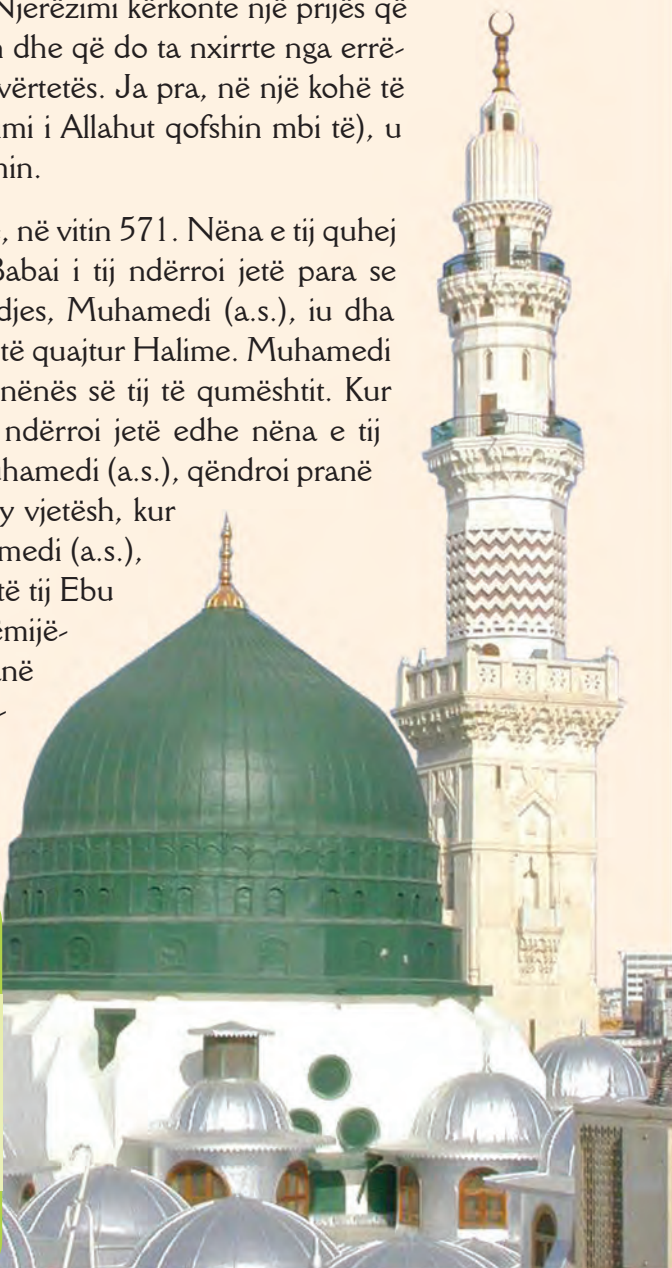 Njerëzimi kërkonte një prijës që
dhe që do ta nxirrte nga errë-
vërtetës. Ja pra, në një kohë të
mi i Allahut qofshin mbi të), u
hin.
, në vitin 571. Nëna e tij quhej
Babai i tij ndërroi jetë para se
djes, Muhamedi (a.s.), iu dha
të quajtur Halime. Muhamedi
nënës së tij të qumështit. Kur
ndërroi jetë edhe nëna e tij
uhamedi (a.s.), qëndroi pranë
y vjetësh, kur
medi (a.s.),
të tij Ebu
ëmijë-
anë
-